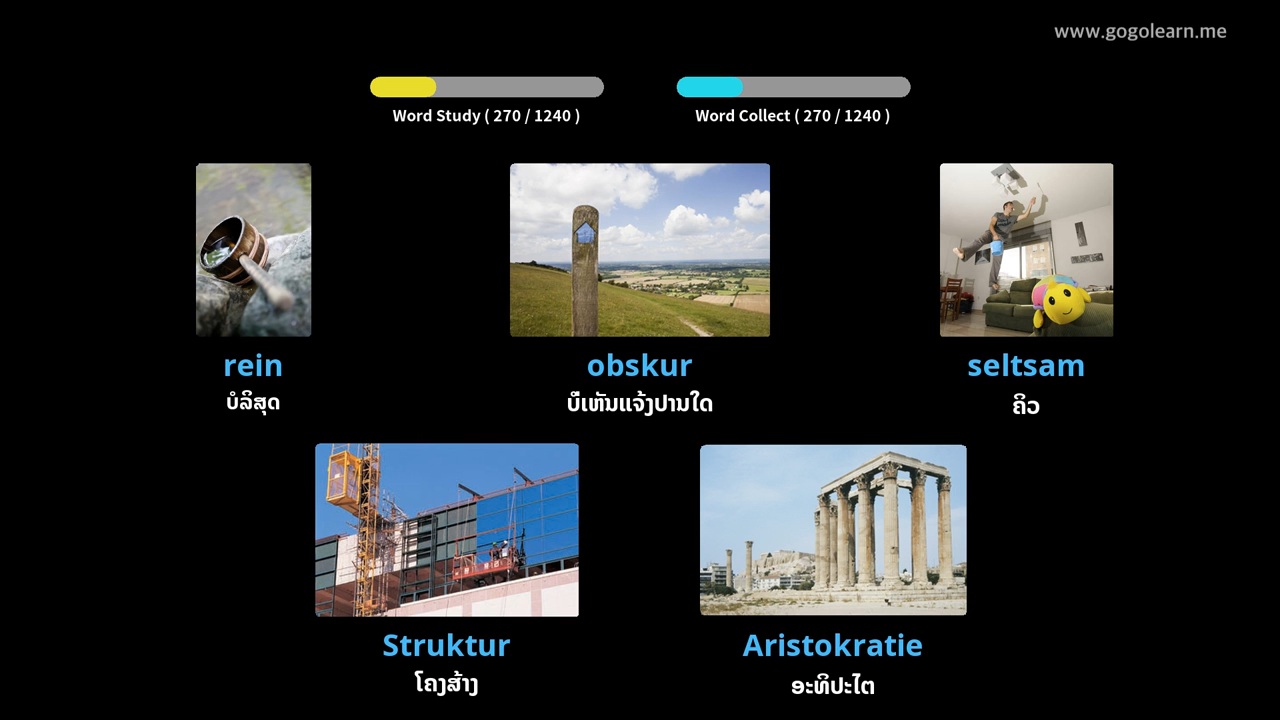 www.gogolearn.me
Word Study ( 270 / 1240 )
Word Collect ( 270 / 1240 )
rein
ບໍລິສຸດ
obskur
ບໍ່ເຫັນແຈ້ງປານໃດ
seltsam
ຄິວ
Struktur
ໂຄງສ້າງ
Aristokratie
ອະທິປະໄຕ